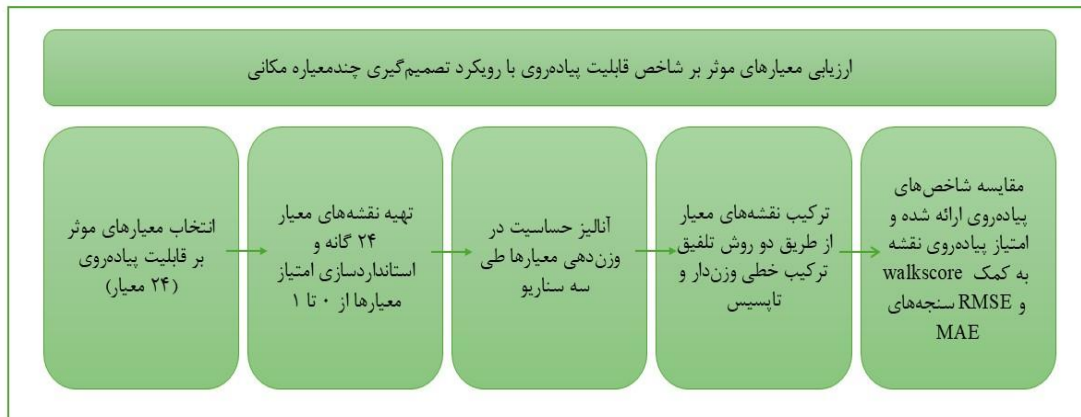 ارزیابی معیارهای موثر بر شاخص قابلیت پیاده‌روی با رویکرد تصمیم‌گیری چندمعیاره مکانی
انتخاب معیارهای موثر
بر قابلیت پیاده‌روی
(۲۴ معیار)
تهیه نقشه‌های معیار
۲۴ گانه و
استانداردسازی امتیاز
معیارها از ۰ تا ۱
آنالیز حساسیت در
وزن‌دهی معیارها طی
سه سناریو
ترکیب نقشه‌های معیار
از طریق دو روش تلفیق
ترکیب خطی وزن‌دار و
تاپسیس
مقایسه شاخص‌های
پیاده‌روی ارائه شده و
امتیاز پیاده‌روی نقشه
walkscore به کمک
سنجه‌های RMSE و
MAE